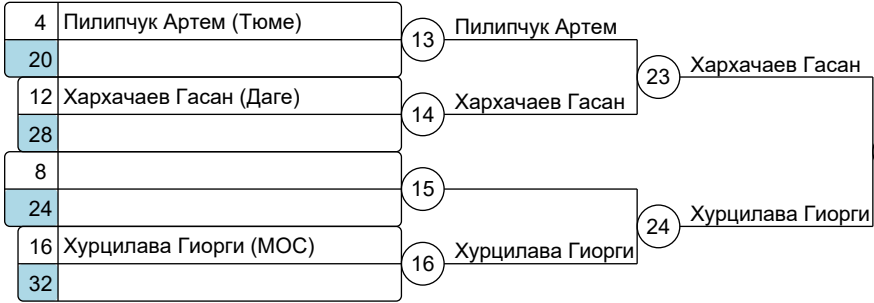 4 Пилипчук Артем (Тюме)
20
13 Пилипчук Артем
12 Хархачаев Гасан (Даге)
28
14 Хархачаев Гасан
23 Хархачаев Гасан
8
24
15
16 Хурцилава Гиорги (МОС)
32
16 Хурцилава Гиорги
24 Хурцилава Гиорги